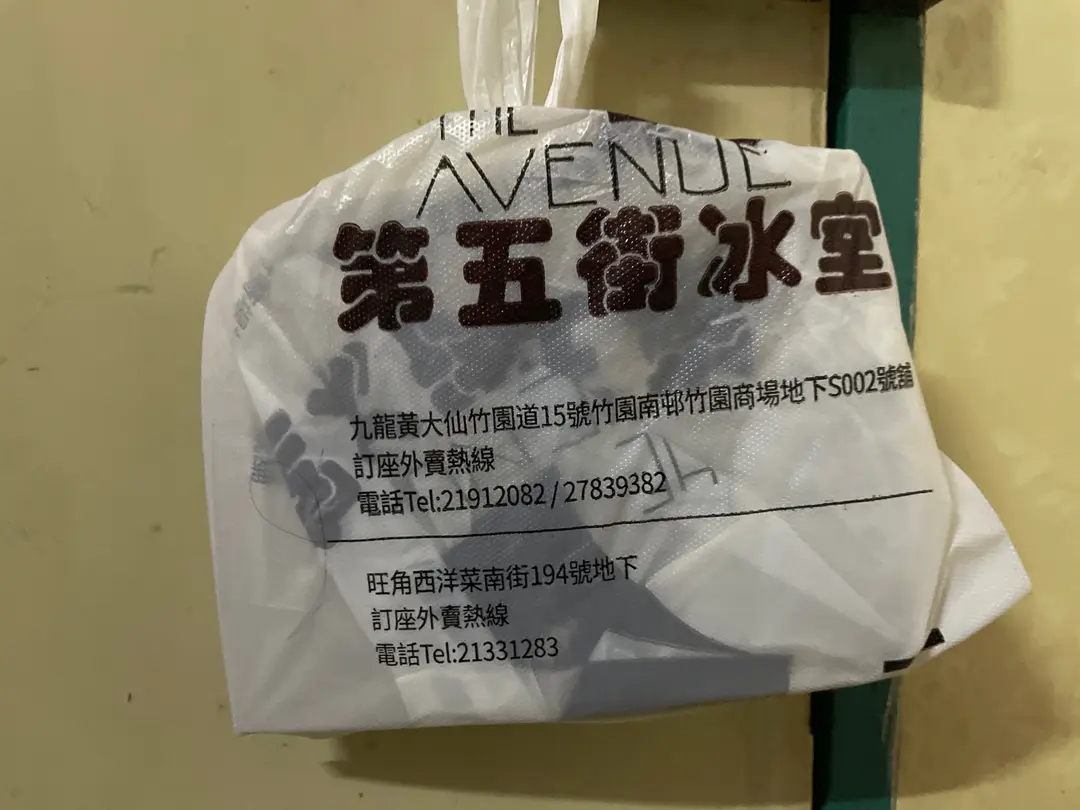 THE
AVENUE
第五街冰室
九龍黃大仙竹園道15號竹園南邨竹園商場地下S002號舖
訂座外賣熱線
電話Tel:21912082 / 27839382
旺角西洋菜南街194號地下
訂座外賣熱線
電話Tel:21331283